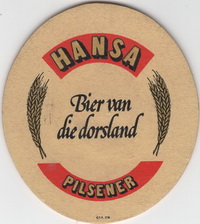 HANSA
Bier van
die dorsland
PILSENER